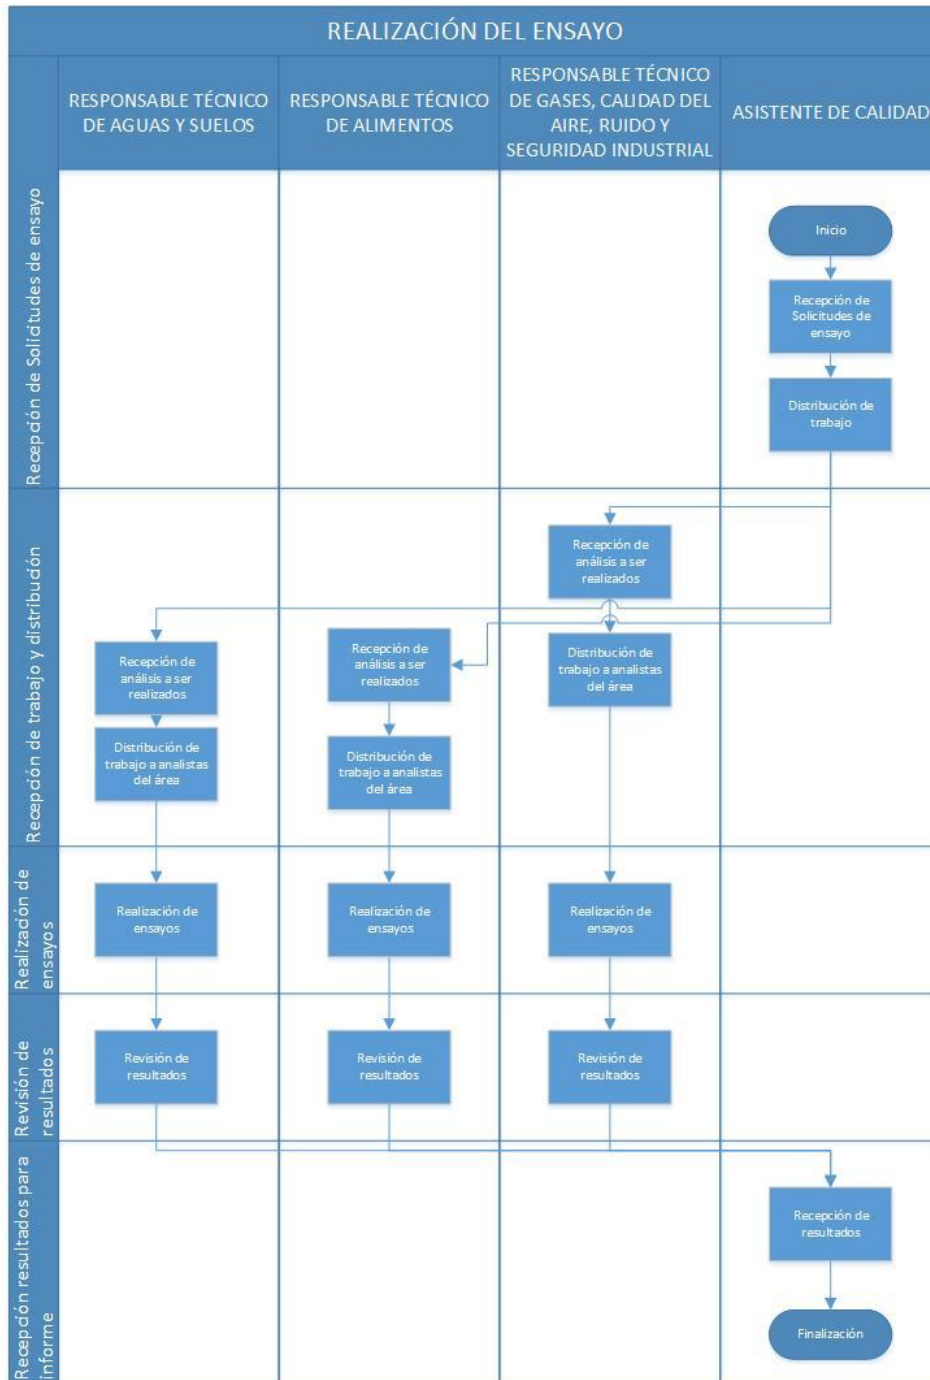 REALIZACIÓN DEL ENSAYO
RESPONSABLE TÉCNICO
DE AGUAS Y SUELOS
RESPONSABLE TÉCNICO
DE ALIMENTOS
RESPONSABLE TÉCNICO
DE GASES, CALIDAD DEL
AIRE, RUIDO Y
SEGURIDAD INDUSTRIAL
ASISTENTE DE CALIDAD
Recepción de Solicitudes de ensayo
Inicio
Recepción de
Solicitudes de
ensayo
Distribución de
trabajo
Recepción de trabajo y distribución
Recepción de
análisis a ser
realizados
Distribución de
trabajo a analistas
del área
Recepción de
análisis a ser
realizados
Distribución de
trabajo a analistas
del área
Recepción de
análisis a ser
realizados
Distribución de
trabajo a analistas
del área
Realización de
ensayos
Realización de
ensayos
Realización de
ensayos
Realización de
ensayos
Revisión de
resultados
Revisión de
resultados
Revisión de
resultados
Revisión de
resultados
Recepción resultados para
informe
Recepción de
resultados
Finalización